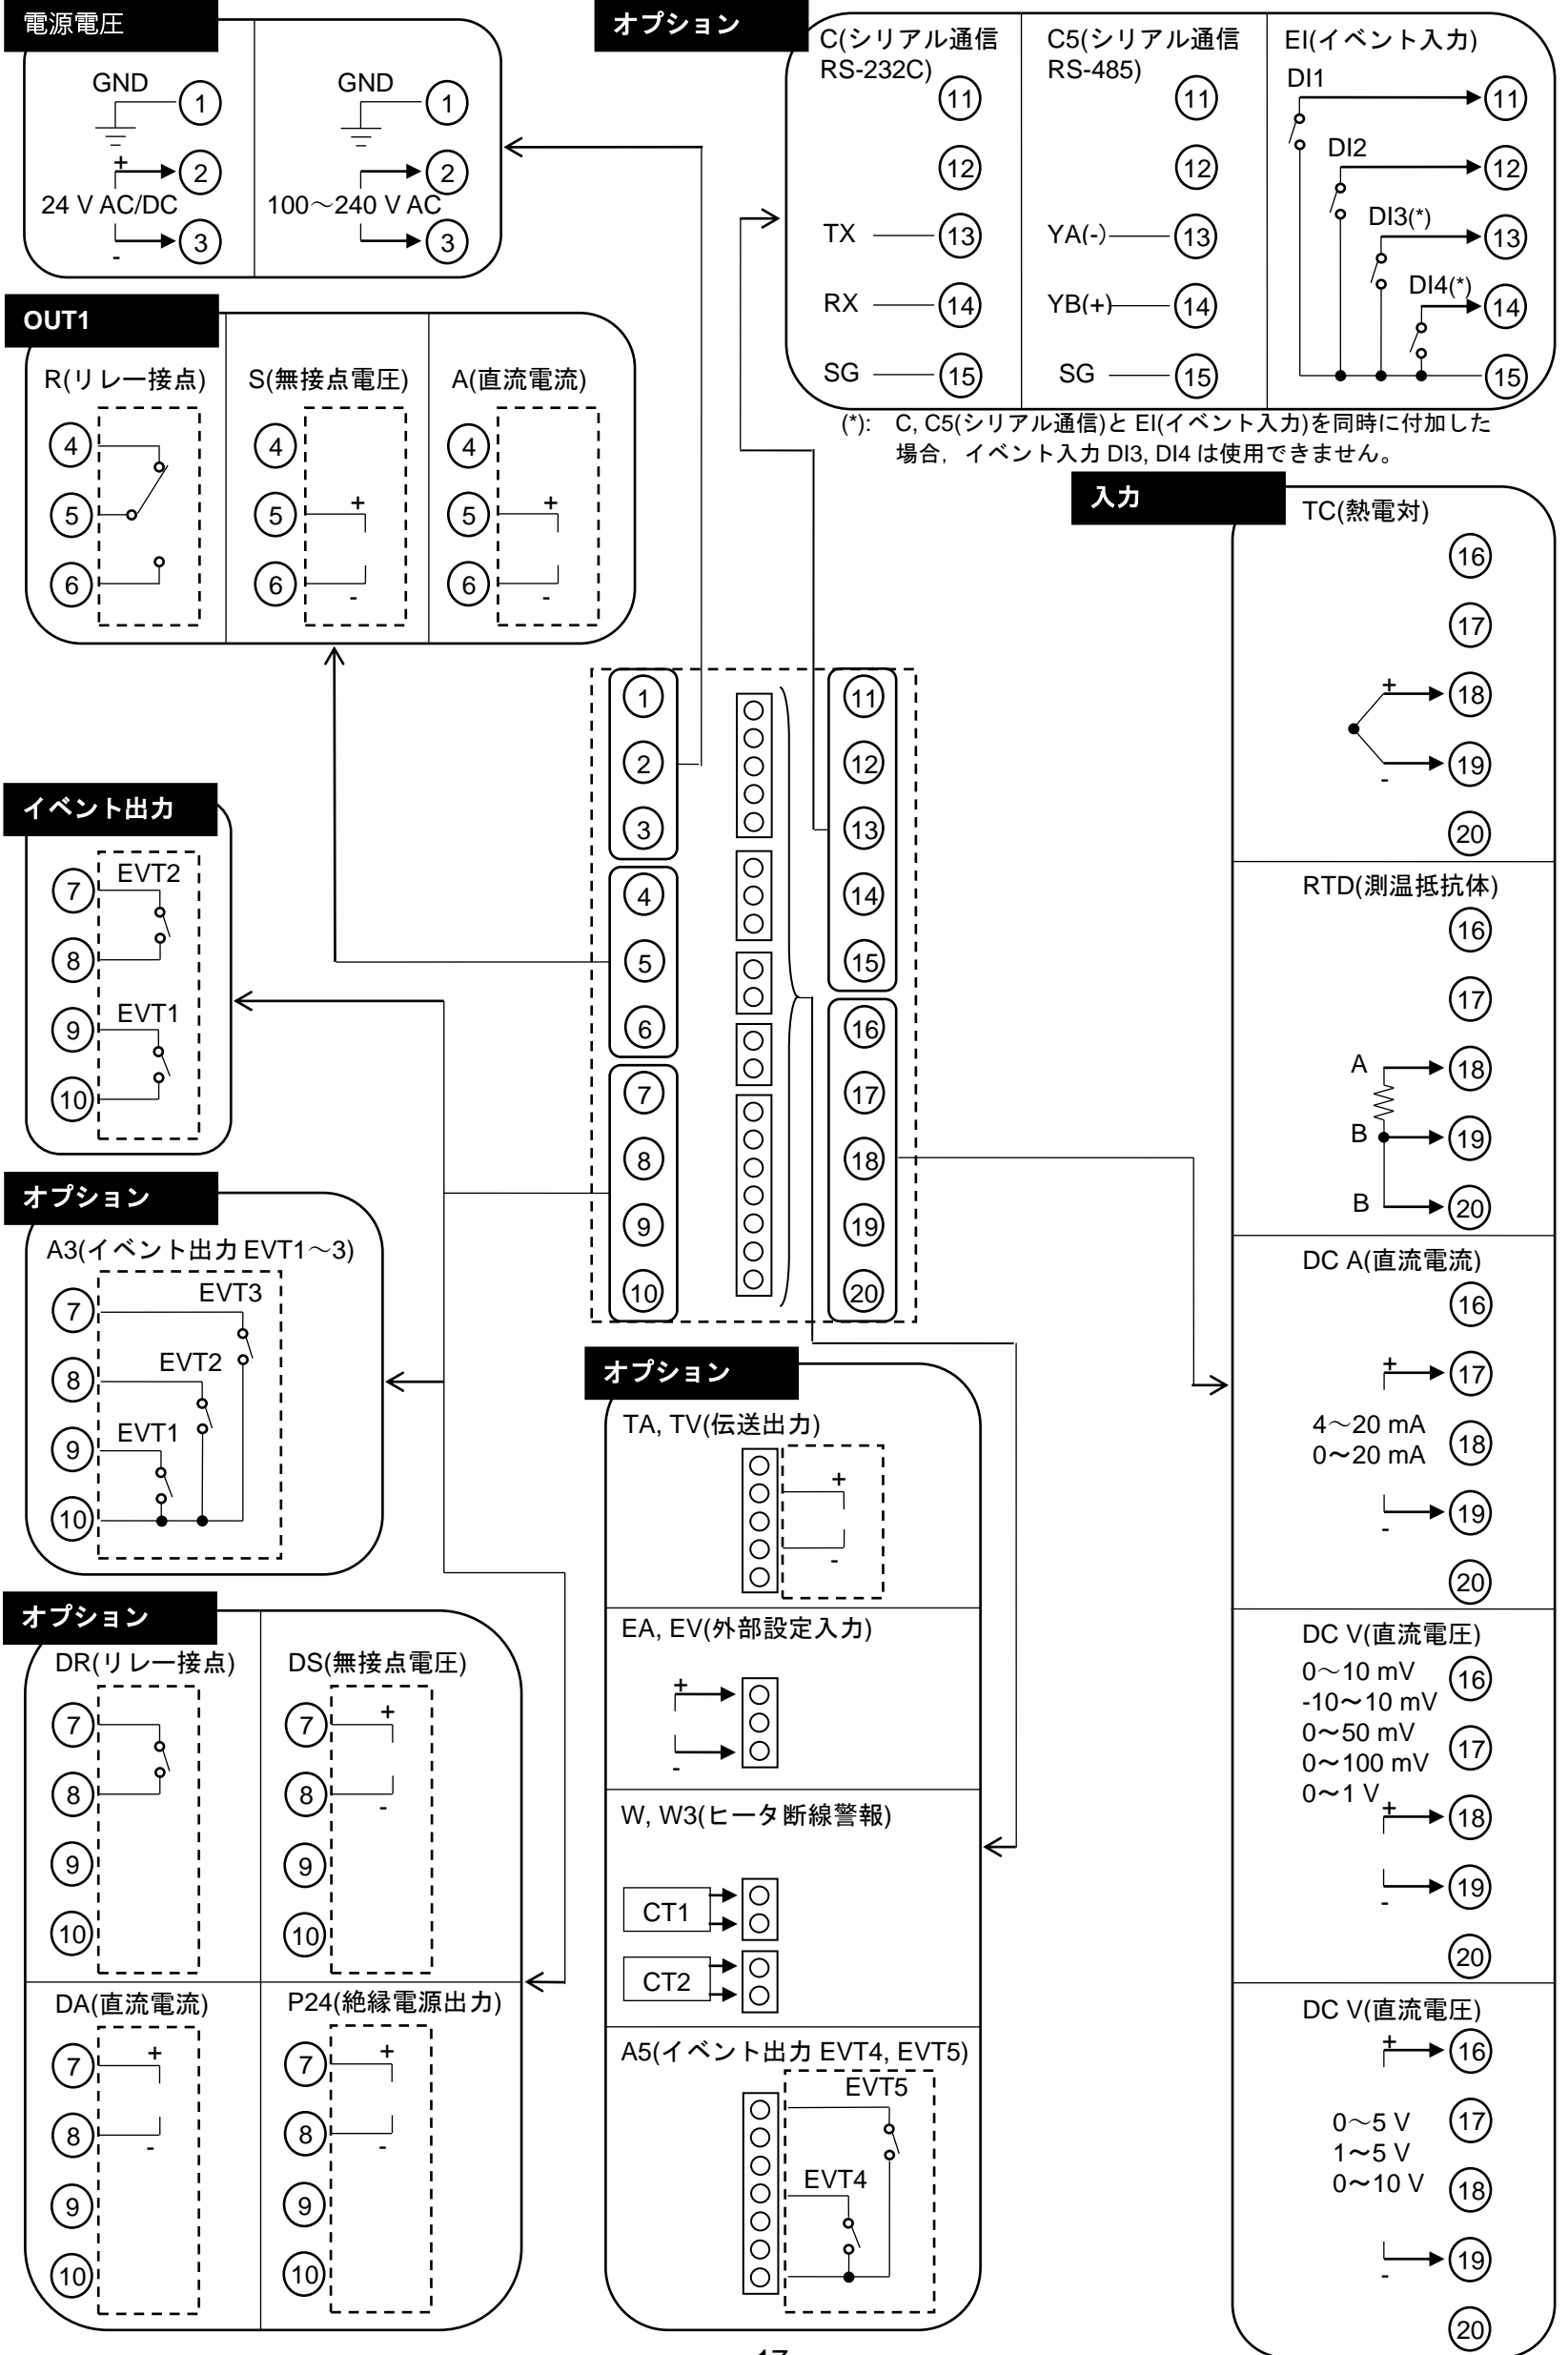 電源電圧
GND
1
+
2
24 V AC/DC
-
3
GND
1
2
100～240 V AC
3
オプション
C(シリアル通信
RS-232C)
11
12
TX
13
RX
14
SG
15
C5(シリアル通信
RS-485)
11
12
YA(-)
13
YB(+)
14
SG
15
EI(イベント入力)
DI1
11
DI2
12
DI3(*)
13
DI4(*)
14
15
(*): C, C5(シリアル通信)と EI(イベント入力)を同時に付加した
場合, イベント入力 DI3, DI4 は使用できません。
OUT1
R(リレー接点)
4
5
6
S(無接点電圧)
4
+
5
6
-
A(直流電流)
4
+
5
6
-
イベント出力
EVT2
7
8
EVT1
9
10
オプション
A3(イベント出力 EVT1～3)
EVT3
7
EVT2
8
EVT1
9
10
オプション
DR(リレー接点)
7
8
9
10
DS(無接点電圧)
+
7
8
-
9
10
DA(直流電流)
+
7
8
-
9
10
P24(絶縁電源出力)
+
7
8
-
9
10
1
2
3
4
5
6
7
8
9
10
11
12
13
14
15
16
17
18
19
20
オプション
TA, TV(伝送出力)
+
-
EA, EV(外部設定入力)
+
-
W, W3(ヒータ断線警報)
CT1
CT2
A5(イベント出力 EVT4, EVT5)
EVT5
EVT4
入力
TC(熱電対)
16
17
+
18
19
-
20
RTD(測温抵抗体)
16
17
A
18
B
19
B
20
DC A(直流電流)
16
+
17
4～20 mA
0～20 mA
18
19
-
20
DC V(直流電圧)
0～10 mV
16
-10～10 mV
0～50 mV
17
0～100 mV
0～1 V
+
18
19
-
20
DC V(直流電圧)
+
16
0～5 V
17
1～5 V
0～10 V
18
19
-
20
17